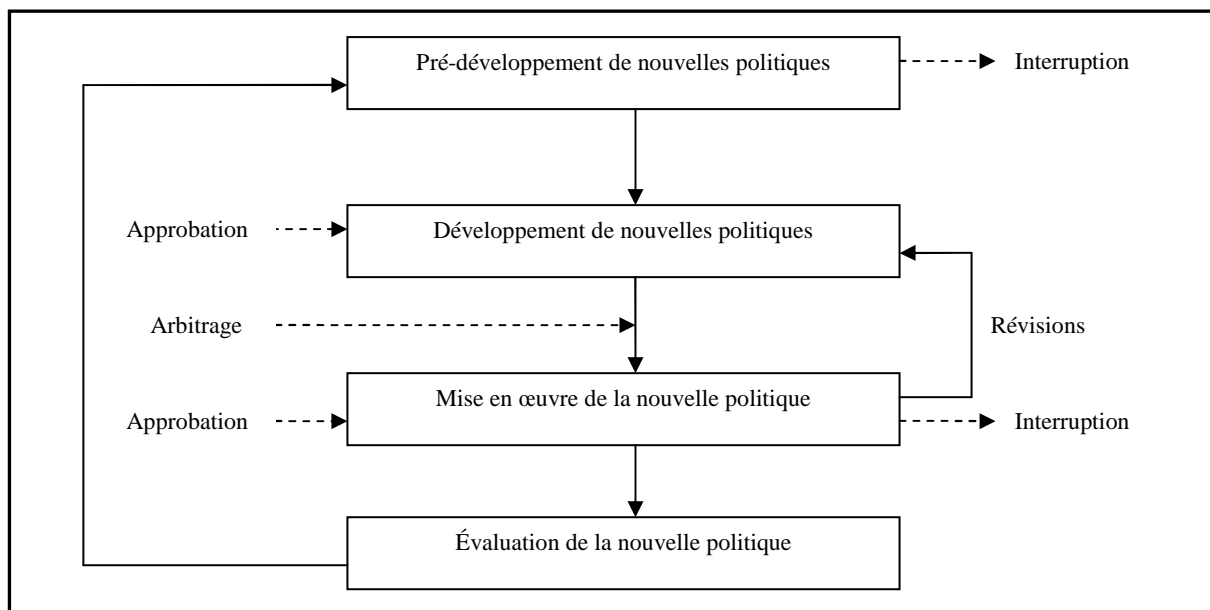 Pré-développement de nouvelles politiques
Interruption
Approbation
Développement de nouvelles politiques
Arbitrage
Révisions
Approbation
Mise en œuvre de la nouvelle politique
Interruption
Évaluation de la nouvelle politique